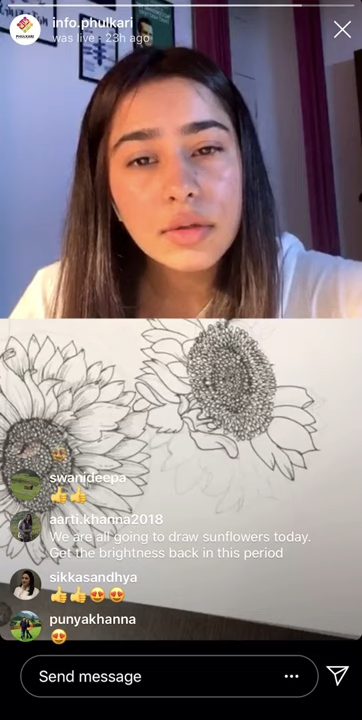 info.phulkari
was live · 23h ago
PHULKARI
swanideepa
👍👍
aarti.khanna2018
We are all going to draw sunflowers today.
Get the brightness back in this period
sikkasandhya
👍👍😍😍
punyakhanna
😍
Send message